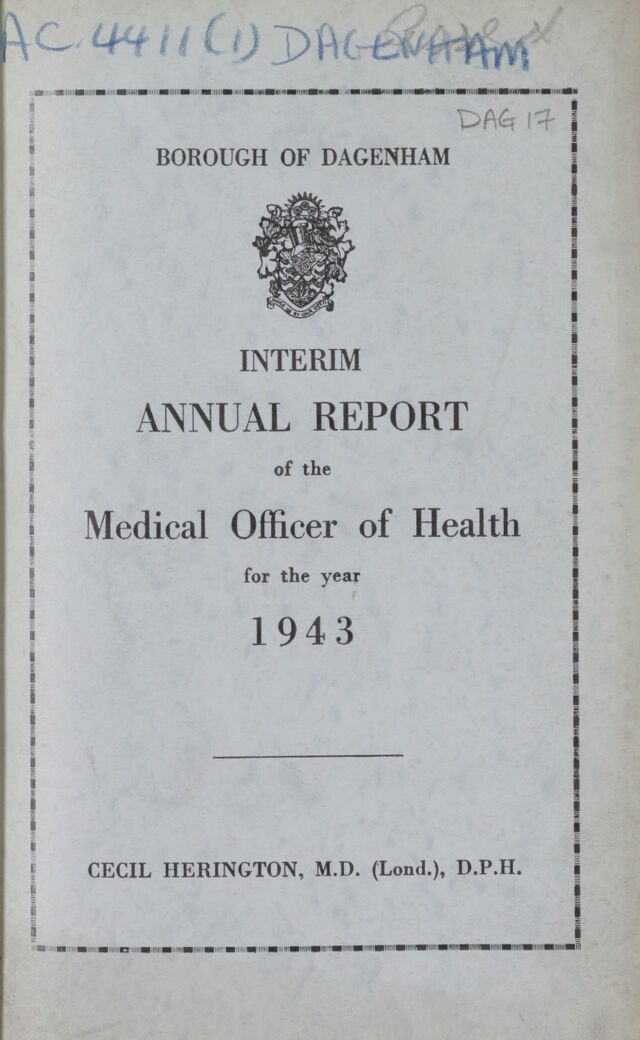 AC.4411(1) DAGENHAM
DAG 17
BOROUGH OF DAGENHAM
INTERIM
ANNUAL REPORT
of the
Medical Officer of Health
for the year
1943
CECIL HERINGTON, M.D. (Lond.), D.P.H.